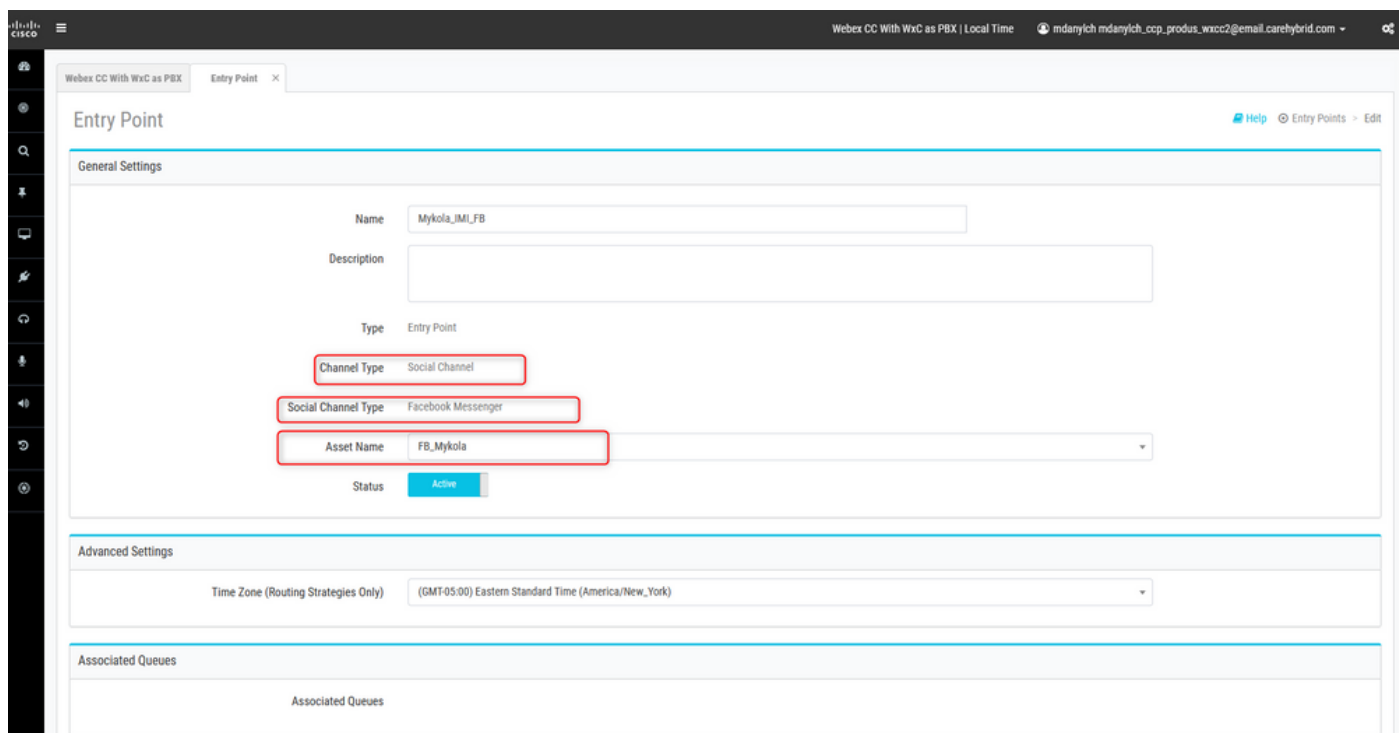 CISCO
Webex CC With WxC as PBX | Local Time mdanylch mdanylch_ccp_produs_wxcc2@email.carehybrid.com
Webex CC With WxC as PBX Entry Point ×
Entry Point
Help Entry Points > Edit
General Settings
Name Mykola_IMI_FB
Description
Type Entry Point
Channel Type Social Channel
Social Channel Type Facebook Messenger
Asset Name FB_Mykola
Status Active
Advanced Settings
Time Zone (Routing Strategies Only) (GMT-05:00) Eastern Standard Time (America/New_York)
Associated Queues
Associated Queues